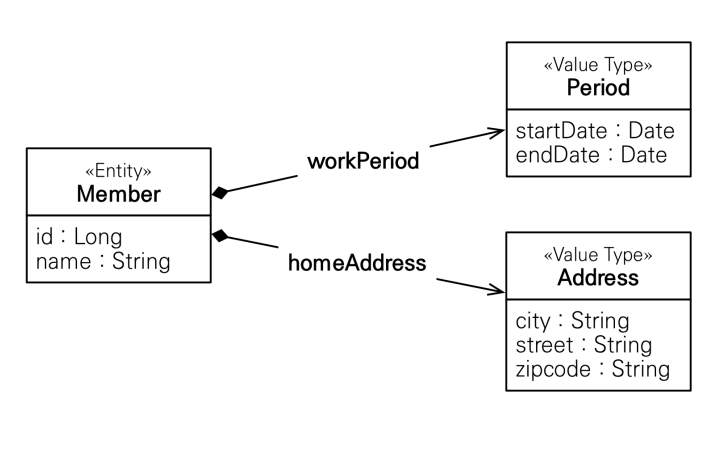 «Value Type»
Period
startDate : Date
endDate : Date
workPeriod
«Entity»
Member
id : Long
name : String
homeAddress
«Value Type»
Address
city : String
street : String
zipcode : String